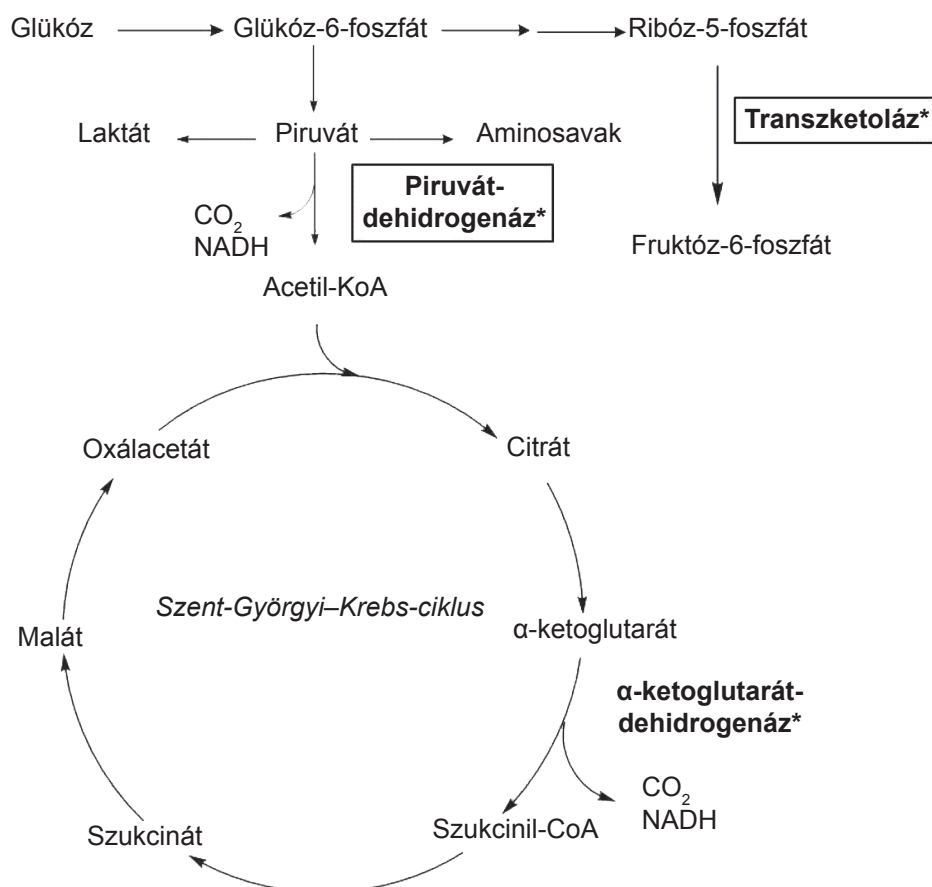 Glükóz
Glükóz-6-foszfát
Ribóz-5-foszfát
Transzketoláz*
Laktát
Piruvát
Aminosavak
Piruvát-
dehidrogenáz*
CO₂
NADH
Fruktóz-6-foszfát
Acetil-KoA
Oxálacetát
Citrát
Szent-Györgyi–Krebs-ciklus
Malát
α-ketoglutarát
α-ketoglutarát-
dehidrogenáz*
CO₂
NADH
Szukcinát
Szukcinil-CoA